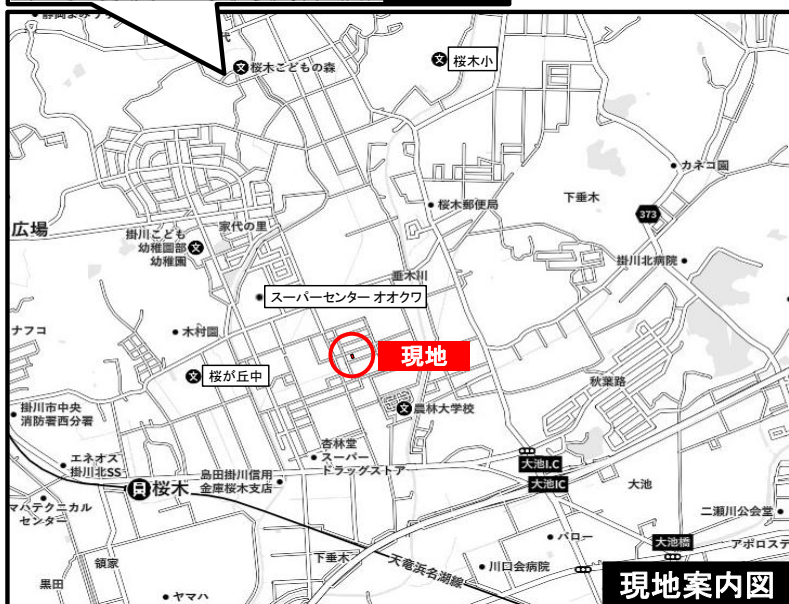 代
桜木こどもの森
文
桜木小
文
カネコ園
下垂木
桜木郵便局
373
広場
掛川こども
幼稚園部
幼稚園
文
家代の里
掛川北病院
垂木川
スーパーセンター オオクワ
ナフコ
木村園
現地
桜が丘中
文
秋葉路
掛川市中央
消防署西分署
農林大学校
文
杏林堂
スーパー
ドラッグストア
エネオス
掛川北SS
大池I.C
島田掛川信用
金庫桜木支店
大池IC
大池
桜木
マハテクニカル
センター
二瀬川公会堂
バロー
大池橋
アポロステ
領家
下垂木
天竜浜名湖線
川口会病院
黒田
ヤマハ
現地案内図